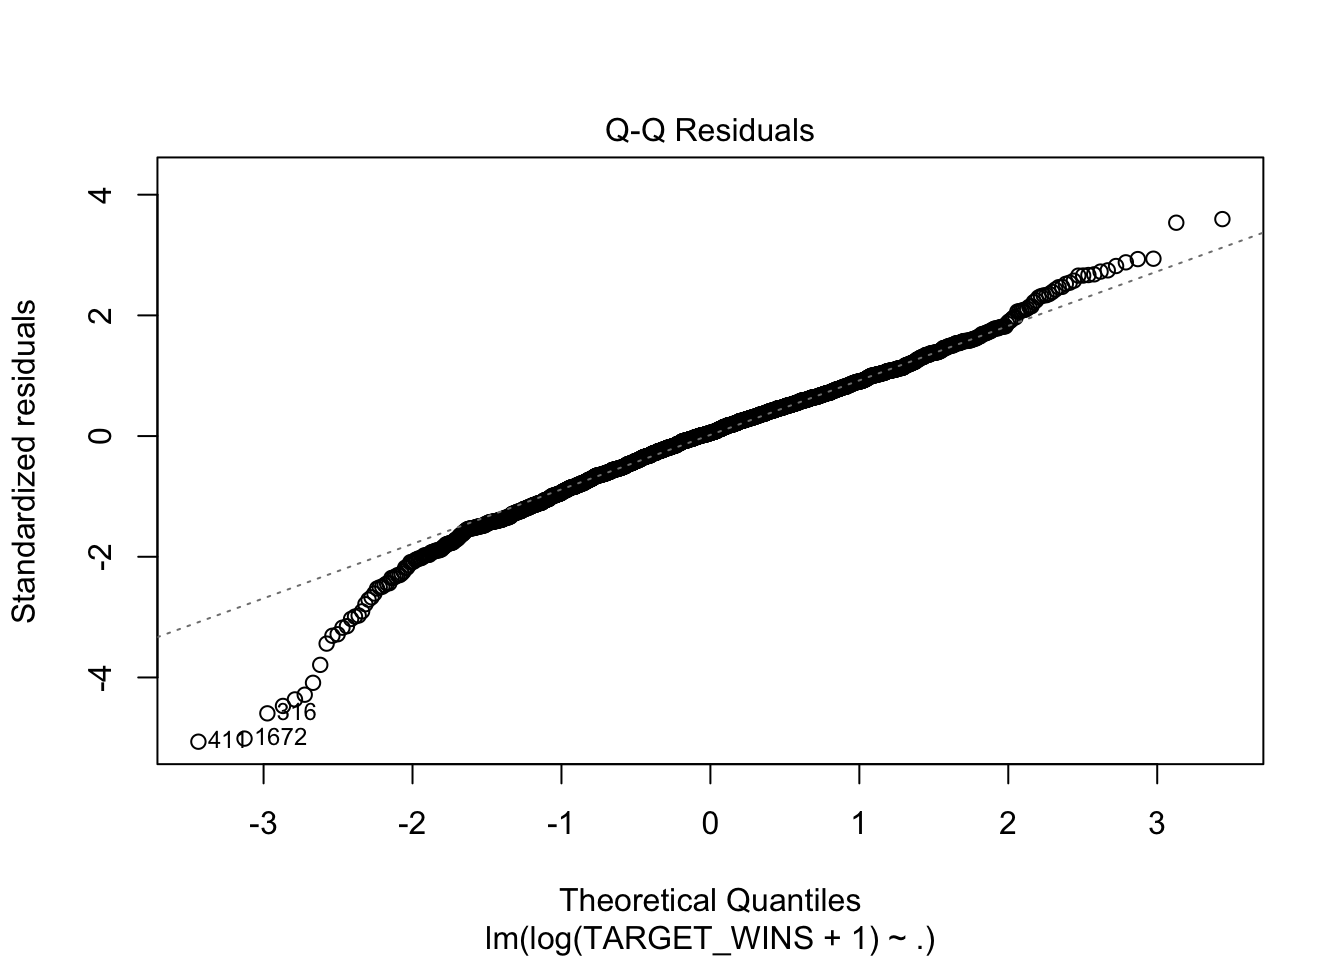 Q-Q Residuals
Standardized residuals
4
2
0
-2
-4
316
411
1672
-3 -2 -1 0 1 2 3
Theoretical Quantiles
lm(log(TARGET_WINS + 1) ~ .)